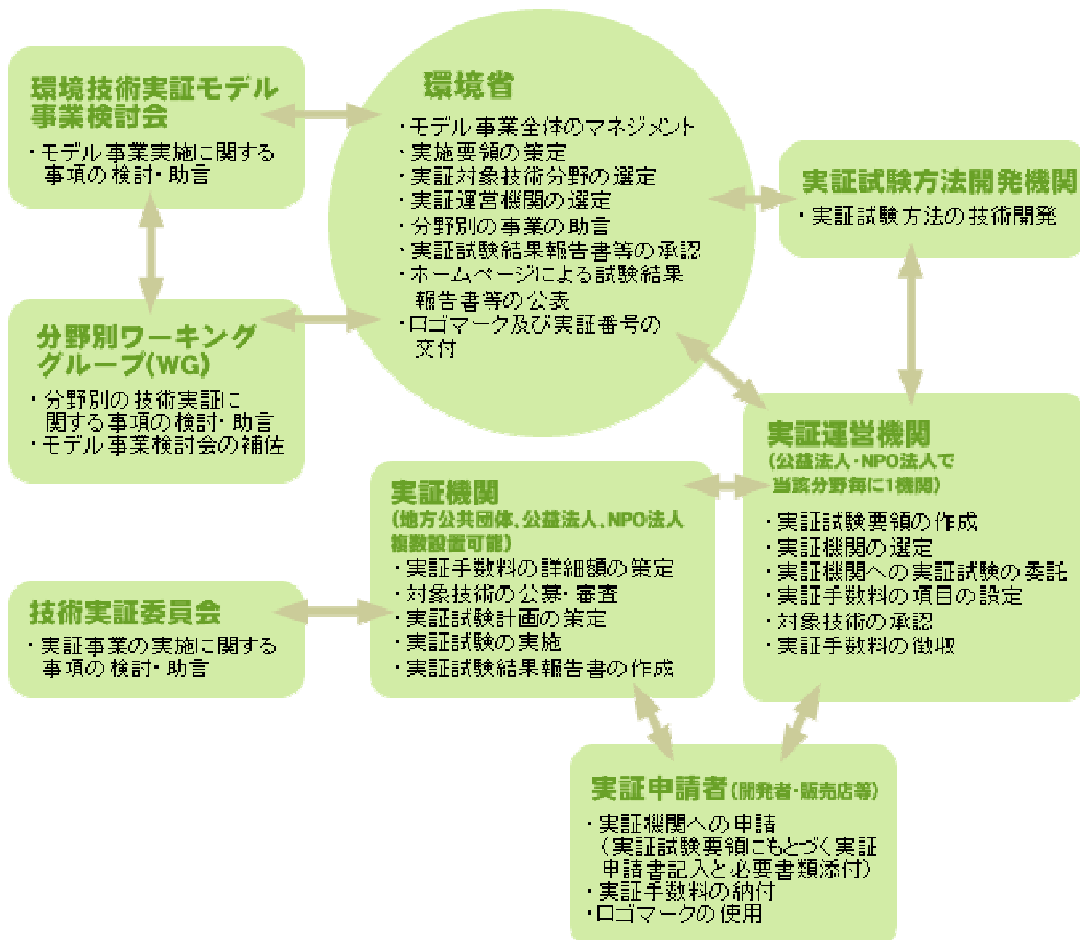 環境技術実証モデル
事業検討会
・モデル事業実施に関する
事項の検討・助言
環境省
・モデル事業全体のマネジメント
・実施要領の策定
・実証対象技術分野の選定
・実証運営機関の選定
・分野別の事業の助言
・実証試験結果報告書等の承認
・ホームページによる試験結果
報告書等の公表
・ロゴマーク及び実証番号の
交付
実証試験方法開発機関
・実証試験方法の技術開発
分野別ワーキング
グループ(WG)
・分野別の技術実証に
関する事項の検討・助言
・モデル事業検討会の補佐
実証運営機関
(公益法人・NPO法人で
当該分野毎に1機関)
・実証試験要領の作成
・実証機関の選定
・実証機関への実証試験の委託
・実証手数料の項目の設定
・対象技術の承認
・実証手数料の徴収
実証機関
(地方公共団体、公益法人、NPO法人
複数設置可能)
・実証手数料の詳細額の策定
・対象技術の公募・審査
・実証試験計画の策定
・実証試験の実施
・実証試験結果報告書の作成
技術実証委員会
・実証事業の実施に関する
事項の検討・助言
実証申請者(開発者・販売店等)
・実証機関への申請
(実証試験要領にもとづく実証
申請書記入と必要書類添付)
・実証手数料の納付
・ロゴマークの使用